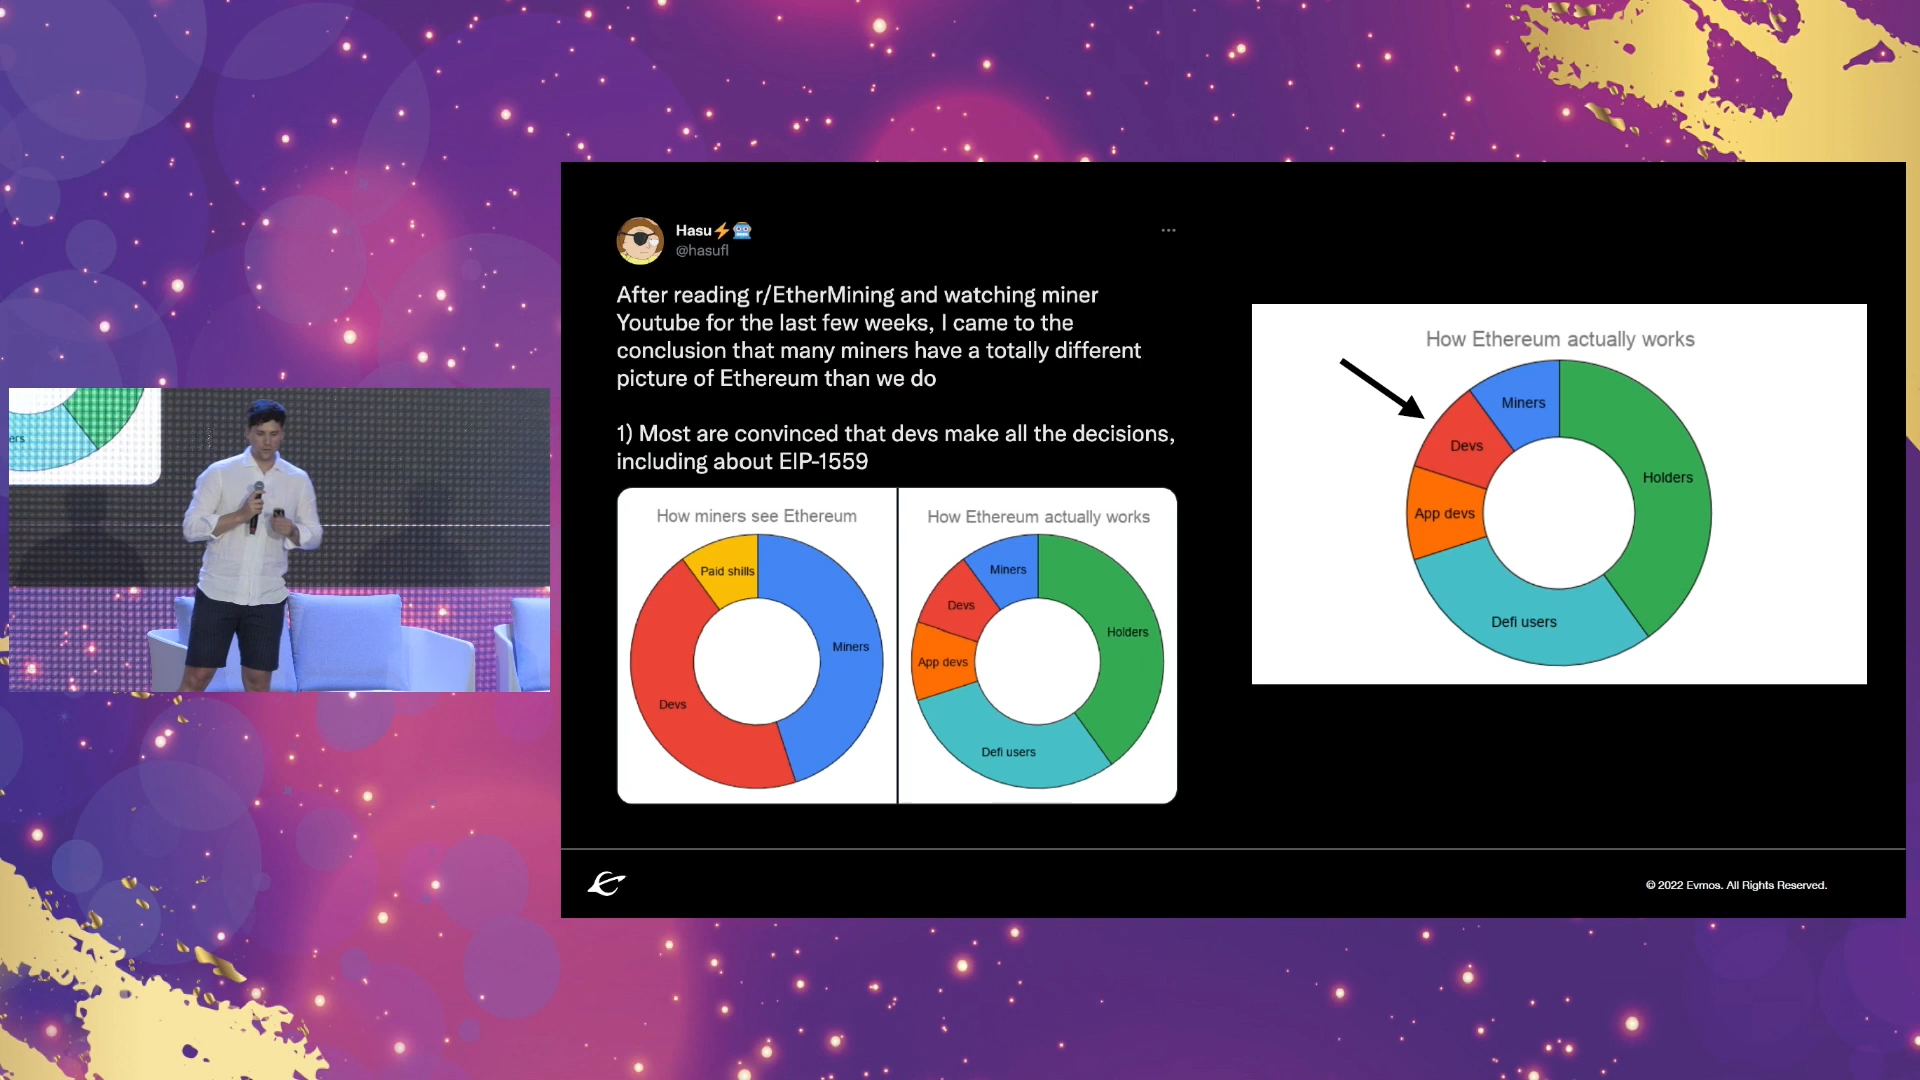 Hasu⚡🤖
@hasufl
...
After reading r/EtherMining and watching miner
Youtube for the last few weeks, I came to the
conclusion that many miners have a totally different
picture of Ethereum than we do
1) Most are convinced that devs make all the decisions,
including about EIP-1559
How miners see Ethereum
Paid shills
Miners
Devs
How Ethereum actually works
Miners
Devs
Holders
App devs
Defi users
How Ethereum actually works
Miners
Devs
Holders
App devs
Defi users
ers
© 2022 Evmos. All Rights Reserved.